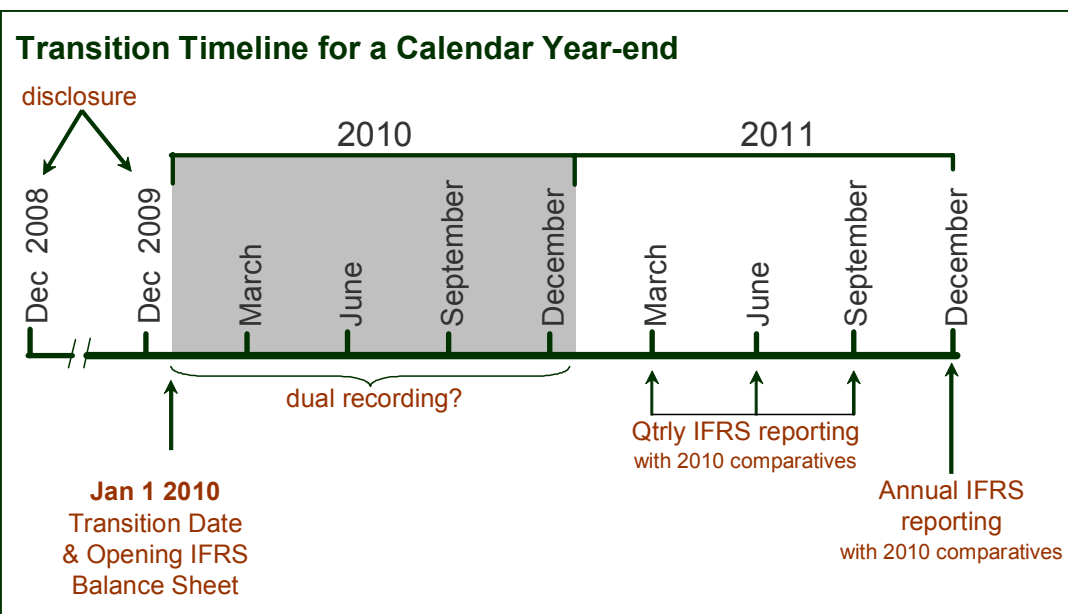 Transition Timeline for a Calendar Year-end
disclosure
2010
2011
Dec 2008
Dec 2009
March
June
September
December
March
June
September
December
dual recording?
Qtrly IFRS reporting
with 2010 comparatives
Jan 1 2010
Transition Date
& Opening IFRS
Balance Sheet
Annual IFRS
reporting
with 2010 comparatives